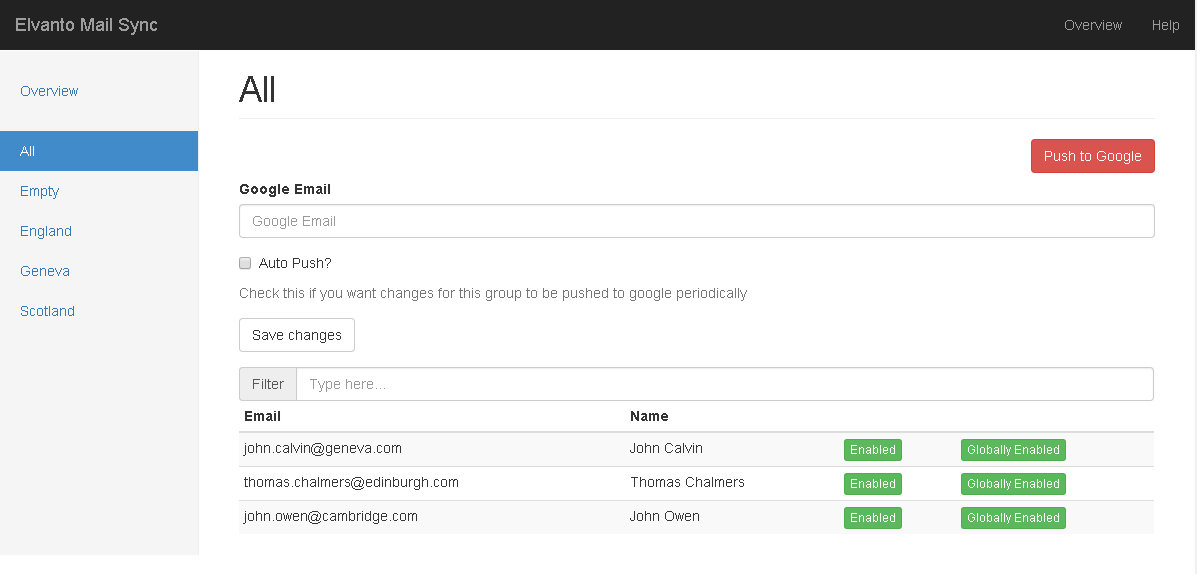 Elvanto Mail Sync Overview Help
Overview
All
Empty
England
Geneva
Scotland
All
Push to Google
Google Email
Google Email
Auto Push?
Check this if you want changes for this group to be pushed to google periodically
Save changes
Filter Type here...
Email Name
john.calvin@geneva.com John Calvin Enabled Globally Enabled
thomas.chalmers@edinburgh.com Thomas Chalmers Enabled Globally Enabled
john.owen@cambridge.com John Owen Enabled Globally Enabled